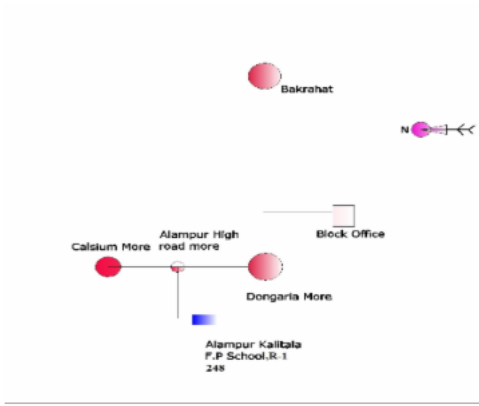 Bakrahat
N
Block Office
Alampur High
road more
Calsium More
Dongaria More
Alampur Kalitala
F.P School,R-1
248